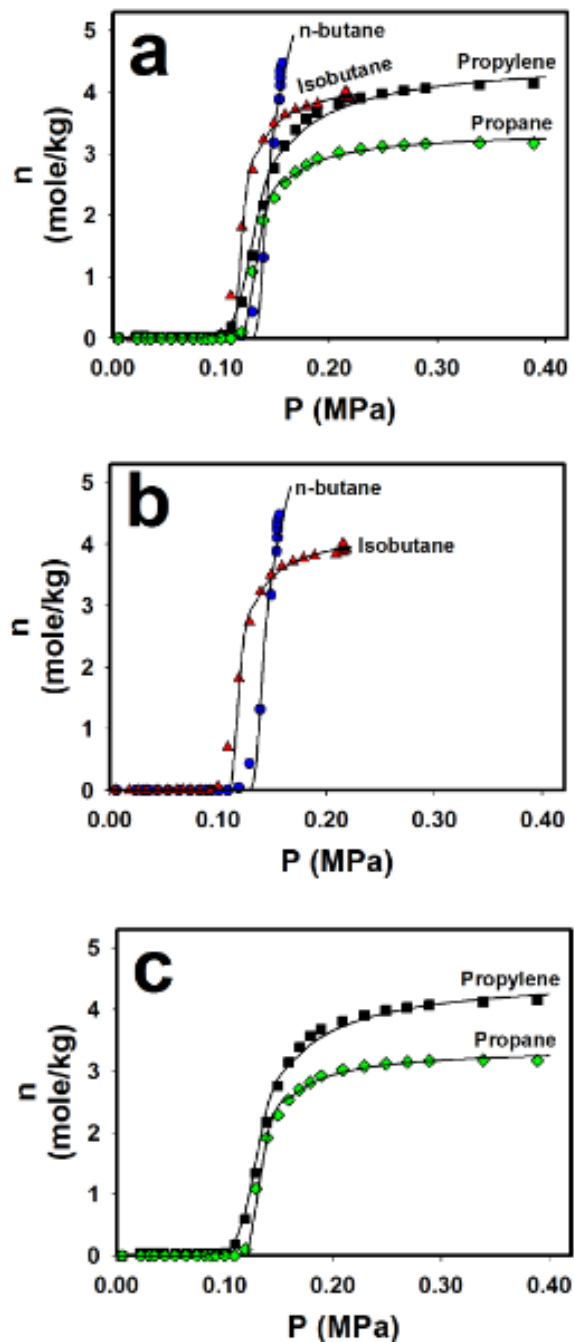 a
n-butane
Isobutane
Propylene
Propane
5
4
3
2
1
0
n
(mole/kg)
0.00 0.10 0.20 0.30 0.40
P (MPa)
b
n-butane
Isobutane
5
4
3
2
1
0
n
(mole/kg)
0.00 0.10 0.20 0.30 0.40
P (MPa)
c
Propylene
Propane
5
4
3
2
1
0
n
(mole/kg)
0.00 0.10 0.20 0.30 0.40
P (MPa)